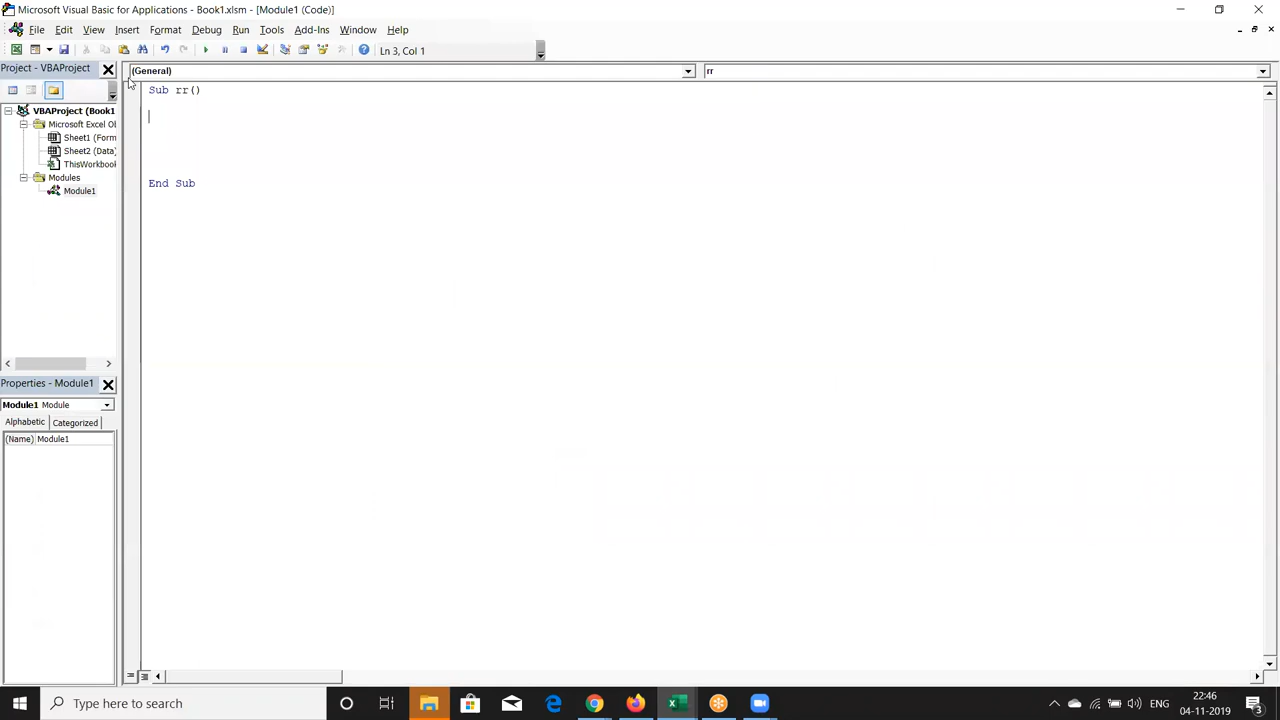 Microsoft Visual Basic for Applications - Book1.xlsm - [Module1 (Code)]
File Edit View Insert Format Debug Run Tools Add-Ins Window Help
Ln 3, Col 1
Project - VBAProject
(General)
rr
VBAProject (Book1
Microsoft Excel Ob
Sheet1 (Form
Sheet2 (Data)
ThisWorkbook
Modules
Module1
Sub rr()
End Sub
Properties - Module1
Module1 Module
Alphabetic Categorized
(Name) Module1
Type here to search
ENG
22:46
04-11-2019
3